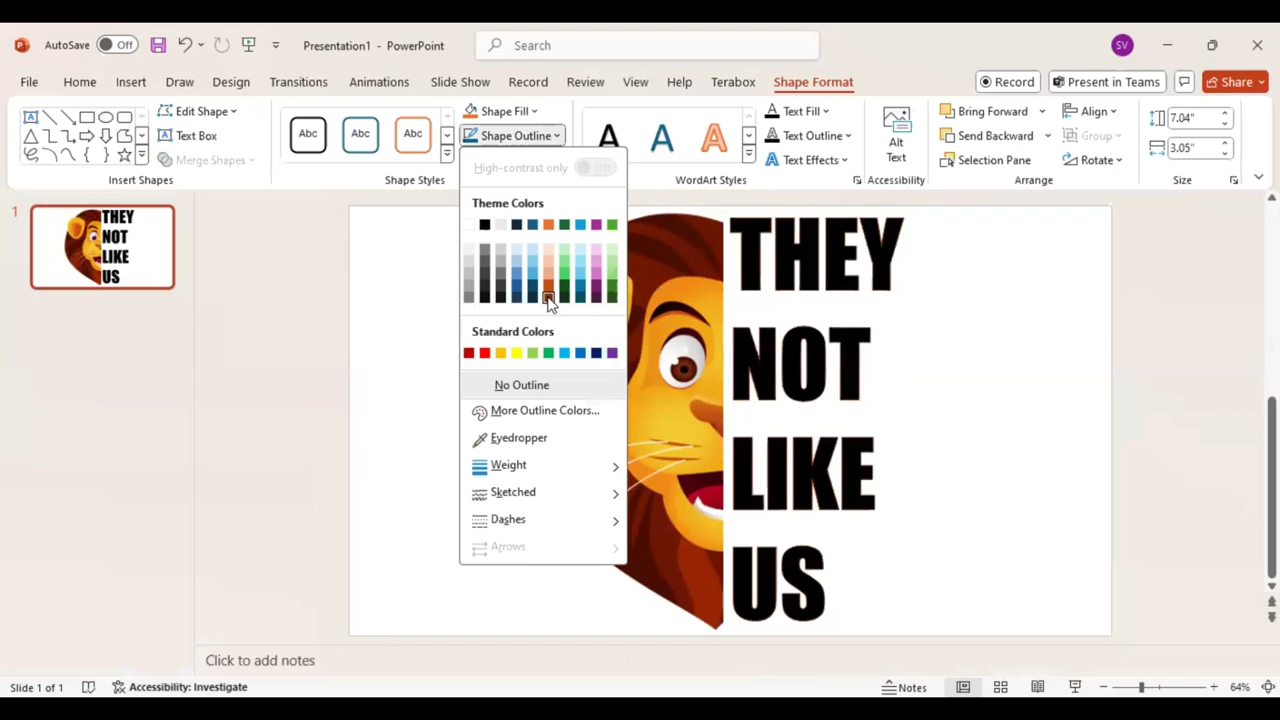 AutoSave Off Presentation1 - PowerPoint Search SV
File Home Insert Draw Design Transitions Animations Slide Show Record Review View Help Terabox Shape Format Record Present in Teams Share
Edit Shape
Text Box
Merge Shapes
Insert Shapes
Abc Abc Abc
Shape Fill
Shape Outline
Shape Styles
A A A
Text Fill
Text Outline
Text Effects
WordArt Styles
Alt
Text
Accessibility
Bring Forward
Send Backward
Selection Pane
Align
Group
Rotate
Arrange
7.04"
3.05"
Size
High-contrast only Off
Theme Colors
Standard Colors
No Outline
More Outline Colors...
Eyedropper
Weight
Sketched
Dashes
Arrows
1
THEY
NOT
LIKE
US
THEY
NOT
LIKE
US
Click to add notes
Slide 1 of 1 Accessibility: Investigate Notes 64%